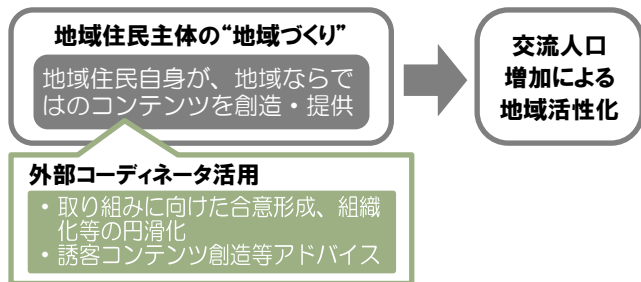 地域住民主体の“地域づくり”
地域住民自身が、地域ならで
はのコンテンツを創造・提供
交流人口
増加による
地域活性化
外部コーディネータ活用
・取り組みに向けた合意形成、組織
化等の円滑化
・誘客コンテンツ創造等アドバイス